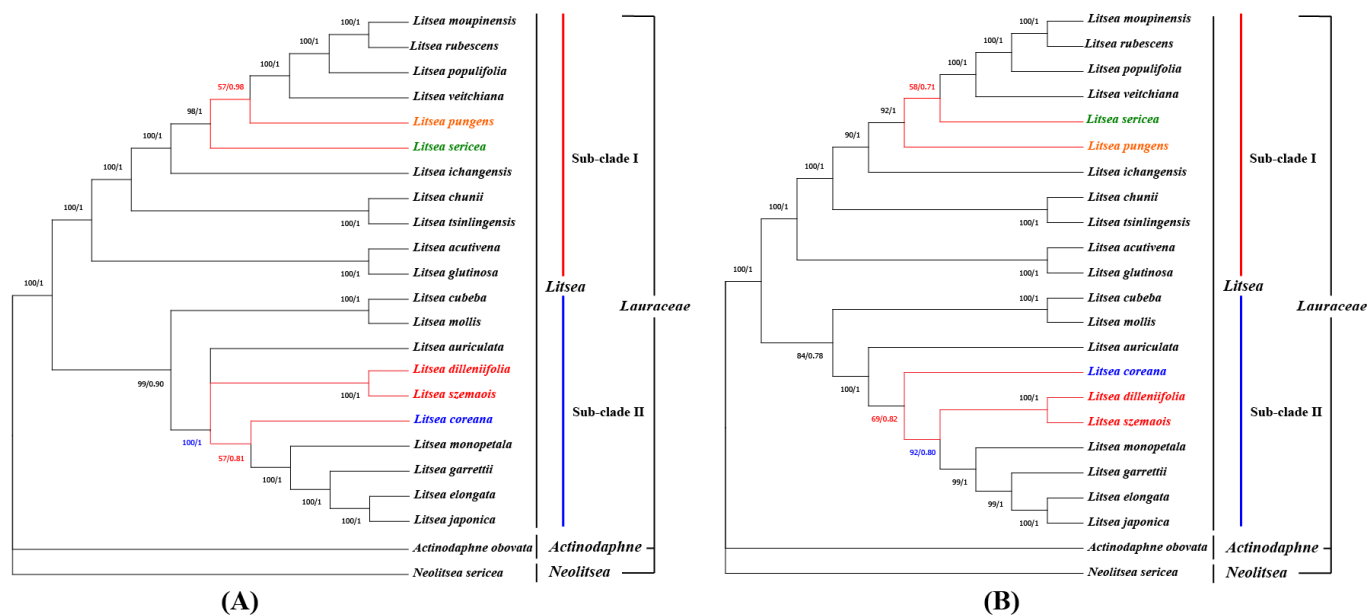 100/1 Litsea moupinensis
Litsea rubescens
100/1
100/1 Litsea populifolia
57/0.98
Litsea veitchiana
98/1
Litsea pungens
100/1
Litsea sericea
Sub-clade I
100/1
Litsea ichangensis
Litsea chunii
100/1 Litsea tsinlingensis
100/1
Litsea acutivena
100/1 Litsea glutinosa
100/1
Litsea
100/1 Litsea cubeba
Lauraceae
Litsea mollis
Litsea auriculata
99/0.90
Litsea dilleniifolia
100/1 Litsea szemaois
Sub-clade II
Litsea coreana
100/1
57/0.81
Litsea monopetala
100/1
Litsea garrettii
100/1
Litsea elongata
100/1 Litsea japonica
Actinodaphne obovata Actinodaphne
Neolitsea sericea Neolitsea
(A)
100/1 Litsea moupinensis
Litsea rubescens
100/1
100/1 Litsea populifolia
58/0.71
Litsea veitchiana
92/1
Litsea sericea
90/1
Litsea pungens
Sub-clade I
100/1
Litsea ichangensis
Litsea chunii
100/1 Litsea tsinlingensis
100/1
Litsea acutivena
100/1 Litsea glutinosa
100/1
Litsea
100/1 Litsea cubeba
Lauraceae
Litsea mollis
Litsea auriculata
84/0.78
Litsea coreana
100/1
100/1 Litsea dilleniifolia
69/0.82
Sub-clade II
Litsea szemaois
Litsea monopetala
92/0.80
Litsea garrettii
99/1
Litsea elongata
99/1
100/1 Litsea japonica
Actinodaphne obovata Actinodaphne
Neolitsea sericea Neolitsea
(B)